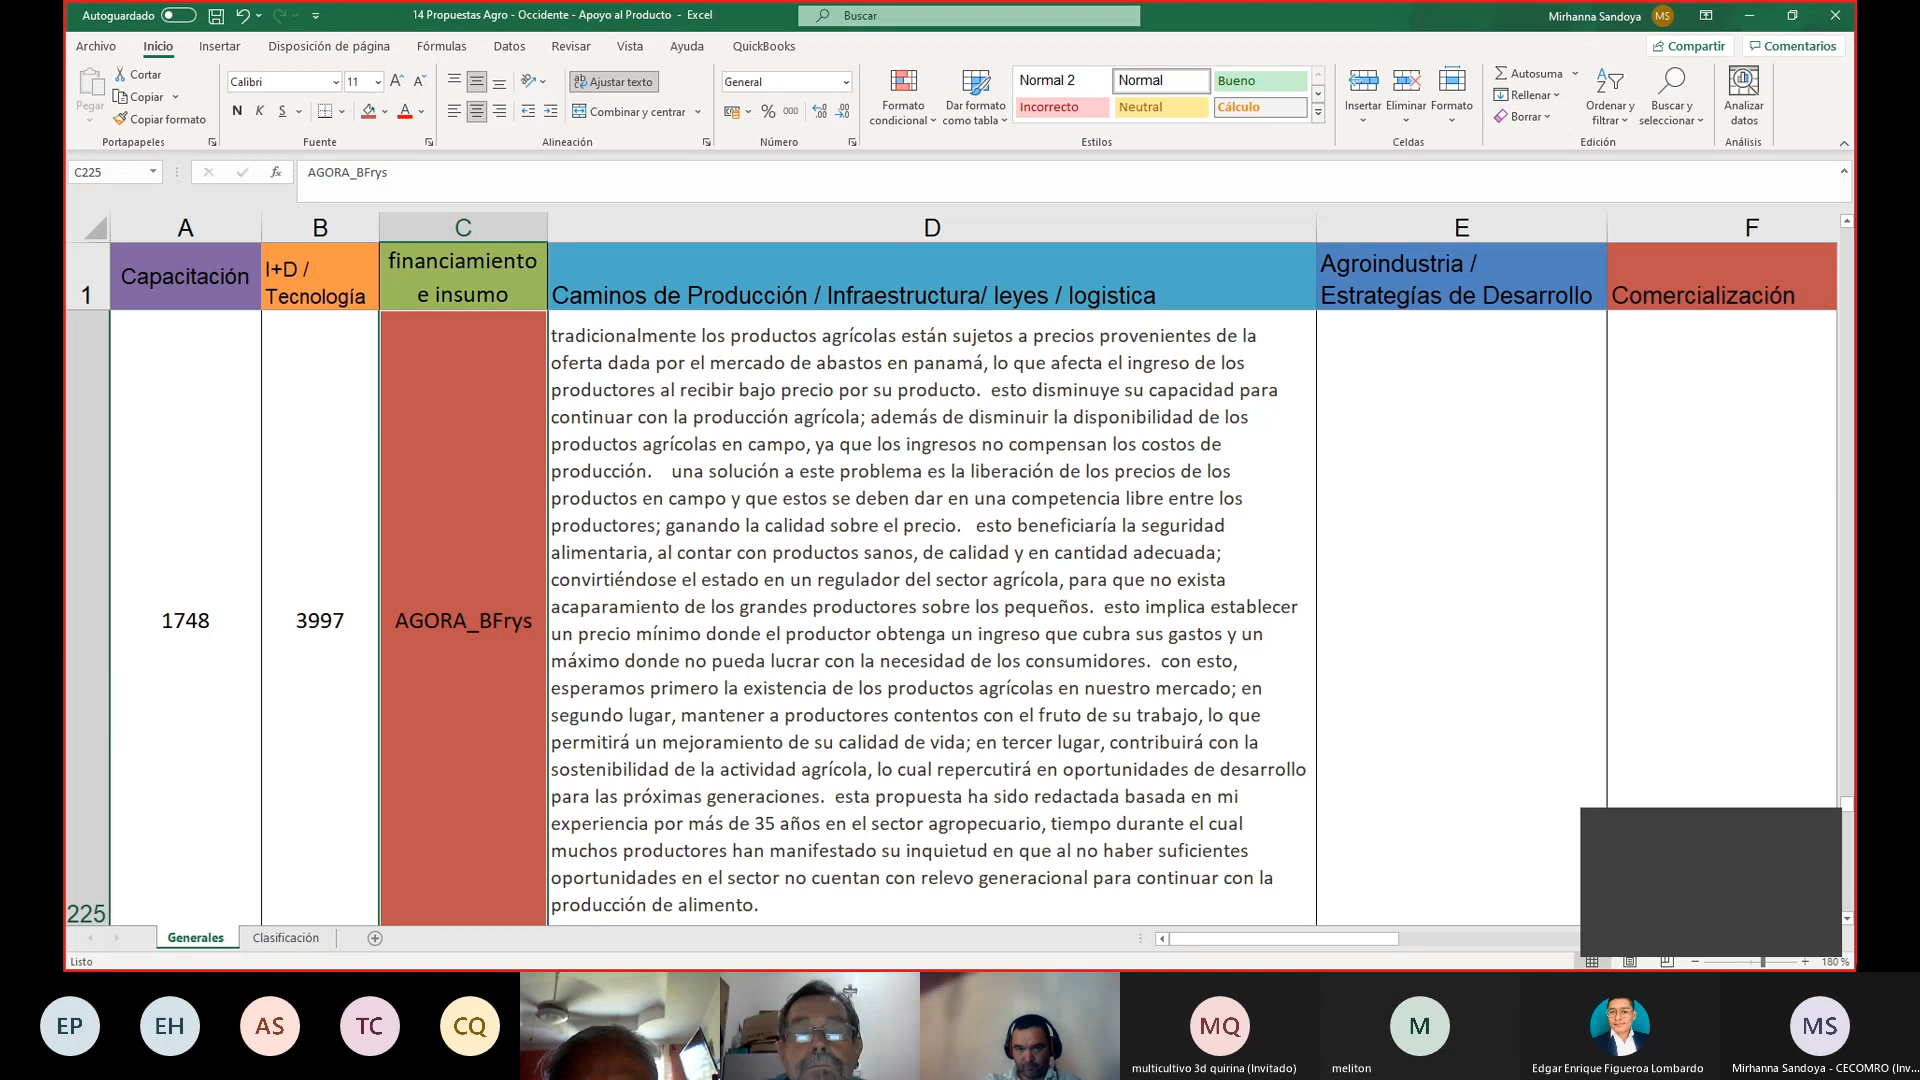 Autoguardado
14 Propuestas Agro - Occidente - Apoyo al Producto - Excel
Buscar
Mirhanna Sandoya
MS
Archivo Inicio Insertar Disposición de página Fórmulas Datos Revisar Vista Ayuda QuickBooks
Compartir
Comentarios
Pegar
Cortar
Copiar
Copiar formato
Portapapeles
Calibri
11
N K S
Fuente
Ajustar texto
Combinar y centrar
Alineación
General
% 000
Número
Formato condicional
Dar formato como tabla
Normal 2
Normal
Bueno
Incorrecto
Neutral
Cálculo
Estilos
Insertar
Eliminar
Formato
Celdas
Autosuma
Rellenar
Borrar
Ordenar y filtrar
Buscar y seleccionar
Edición
Analizar datos
Análisis
C225
fx
AGORA_BFrys
A B C D E F
1
Capacitación
I+D /
Tecnología
financiamiento
e insumo
Caminos de Producción / Infraestructura/ leyes / logistica
Agroindustria /
Estrategías de Desarrollo
Comercialización
225
1748
3997
AGORA_BFrys
tradicionalmente los productos agrícolas están sujetos a precios provenientes de la
oferta dada por el mercado de abastos en panamá, lo que afecta el ingreso de los
productores al recibir bajo precio por su producto.  esto disminuye su capacidad para
continuar con la producción agrícola; además de disminuir la disponibilidad de los
productos agrícolas en campo, ya que los ingresos no compensan los costos de
producción.    una solución a este problema es la liberación de los precios de los
productos en campo y que estos se deben dar en una competencia libre entre los
productores; ganando la calidad sobre el precio.   esto beneficiaría la seguridad
alimentaria, al contar con productos sanos, de calidad y en cantidad adecuada;
convirtiéndose el estado en un regulador del sector agrícola, para que no exista
acaparamiento de los grandes productores sobre los pequeños.  esto implica establecer
un precio mínimo donde el productor obtenga un ingreso que cubra sus gastos y un
máximo donde no pueda lucrar con la necesidad de los consumidores.  con esto,
esperamos primero la existencia de los productos agrícolas en nuestro mercado; en
segundo lugar, mantener a productores contentos con el fruto de su trabajo, lo que
permitirá un mejoramiento de su calidad de vida; en tercer lugar, contribuirá con la
sostenibilidad de la actividad agrícola, lo cual repercutirá en oportunidades de desarrollo
para las próximas generaciones.  esta propuesta ha sido redactada basada en mi
experiencia por más de 35 años en el sector agropecuario, tiempo durante el cual
muchos productores han manifestado su inquietud en que al no haber suficientes
oportunidades en el sector no cuentan con relevo generacional para continuar con la
producción de alimento.
Generales
Clasificación
Listo
180 %
EP
EH
AS
TC
CQ
MQ
M
MS
multicultivo 3d quirina (Invitado)
meliton
Edgar Enrique Figueroa Lombardo
Mirhanna Sandoya - CECOMRO (Inv...